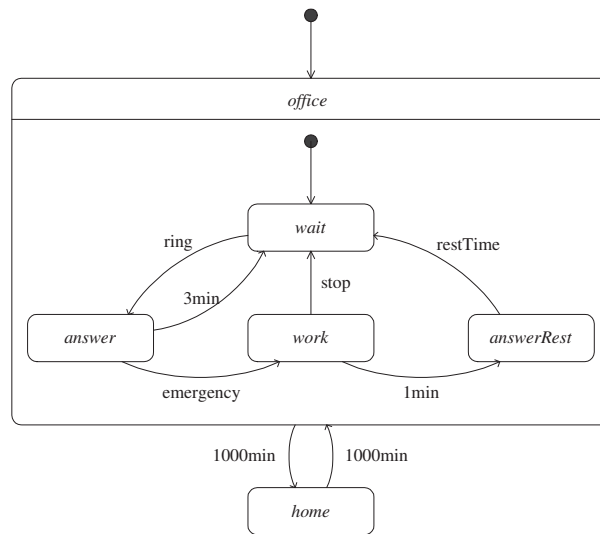 office
wait
ring
restTime
3min
stop
answer
work
answerRest
emergency
1min
1000min
1000min
home